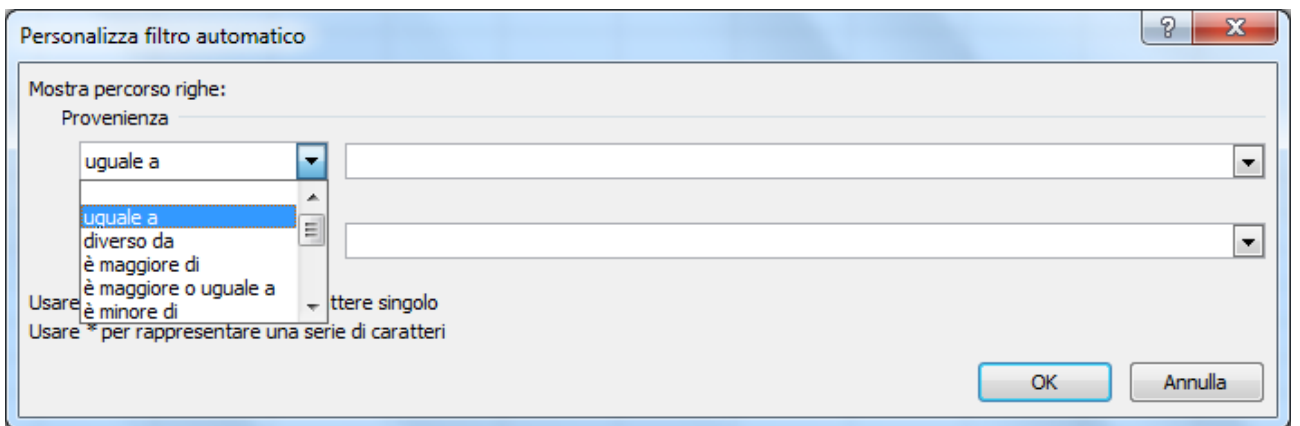 Personalizza filtro automatico
Mostra percorso righe:
Provenienza
uguale a
uguale a
diverso da
è maggiore di
è maggiore o uguale a
è minore di
Usare ttere singolo
Usare * per rappresentare una serie di caratteri
OK Annulla